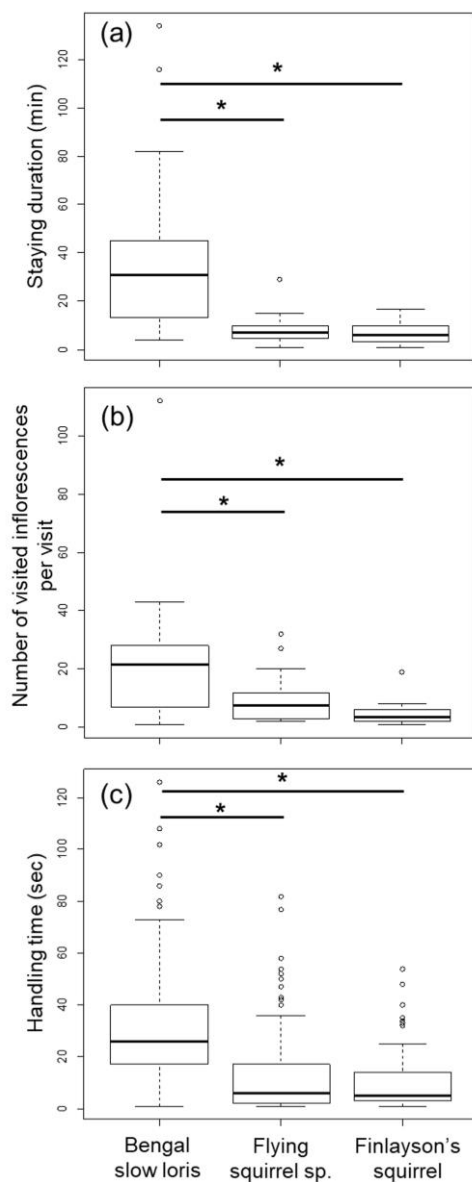 (a)
Staying duration (min)
120
100
80
60
40
20
0
*
*
(b)
Number of visited inflorescences
per visit
100
80
60
40
20
0
*
*
(c)
Handling time (sec)
120
100
80
60
40
20
0
*
*
Bengal
slow loris
Flying
squirrel sp.
Finlayson's
squirrel